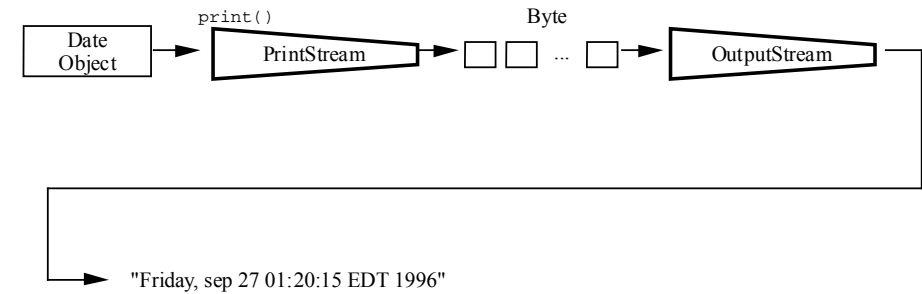 print()
Byte
Date
Object
PrintStream
...
OutputStream
"Friday, sep 27 01:20:15 EDT 1996"